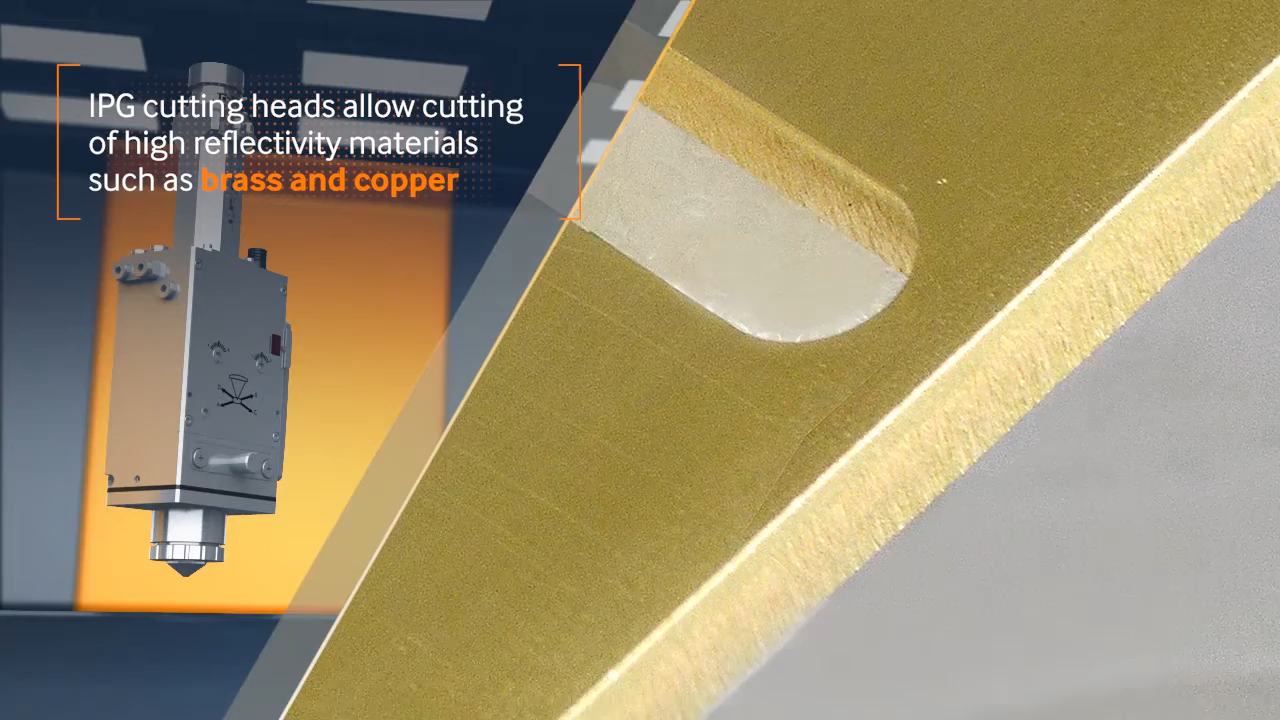 IPG cutting heads allow cutting
of high reflectivity materials
such as brass and copper